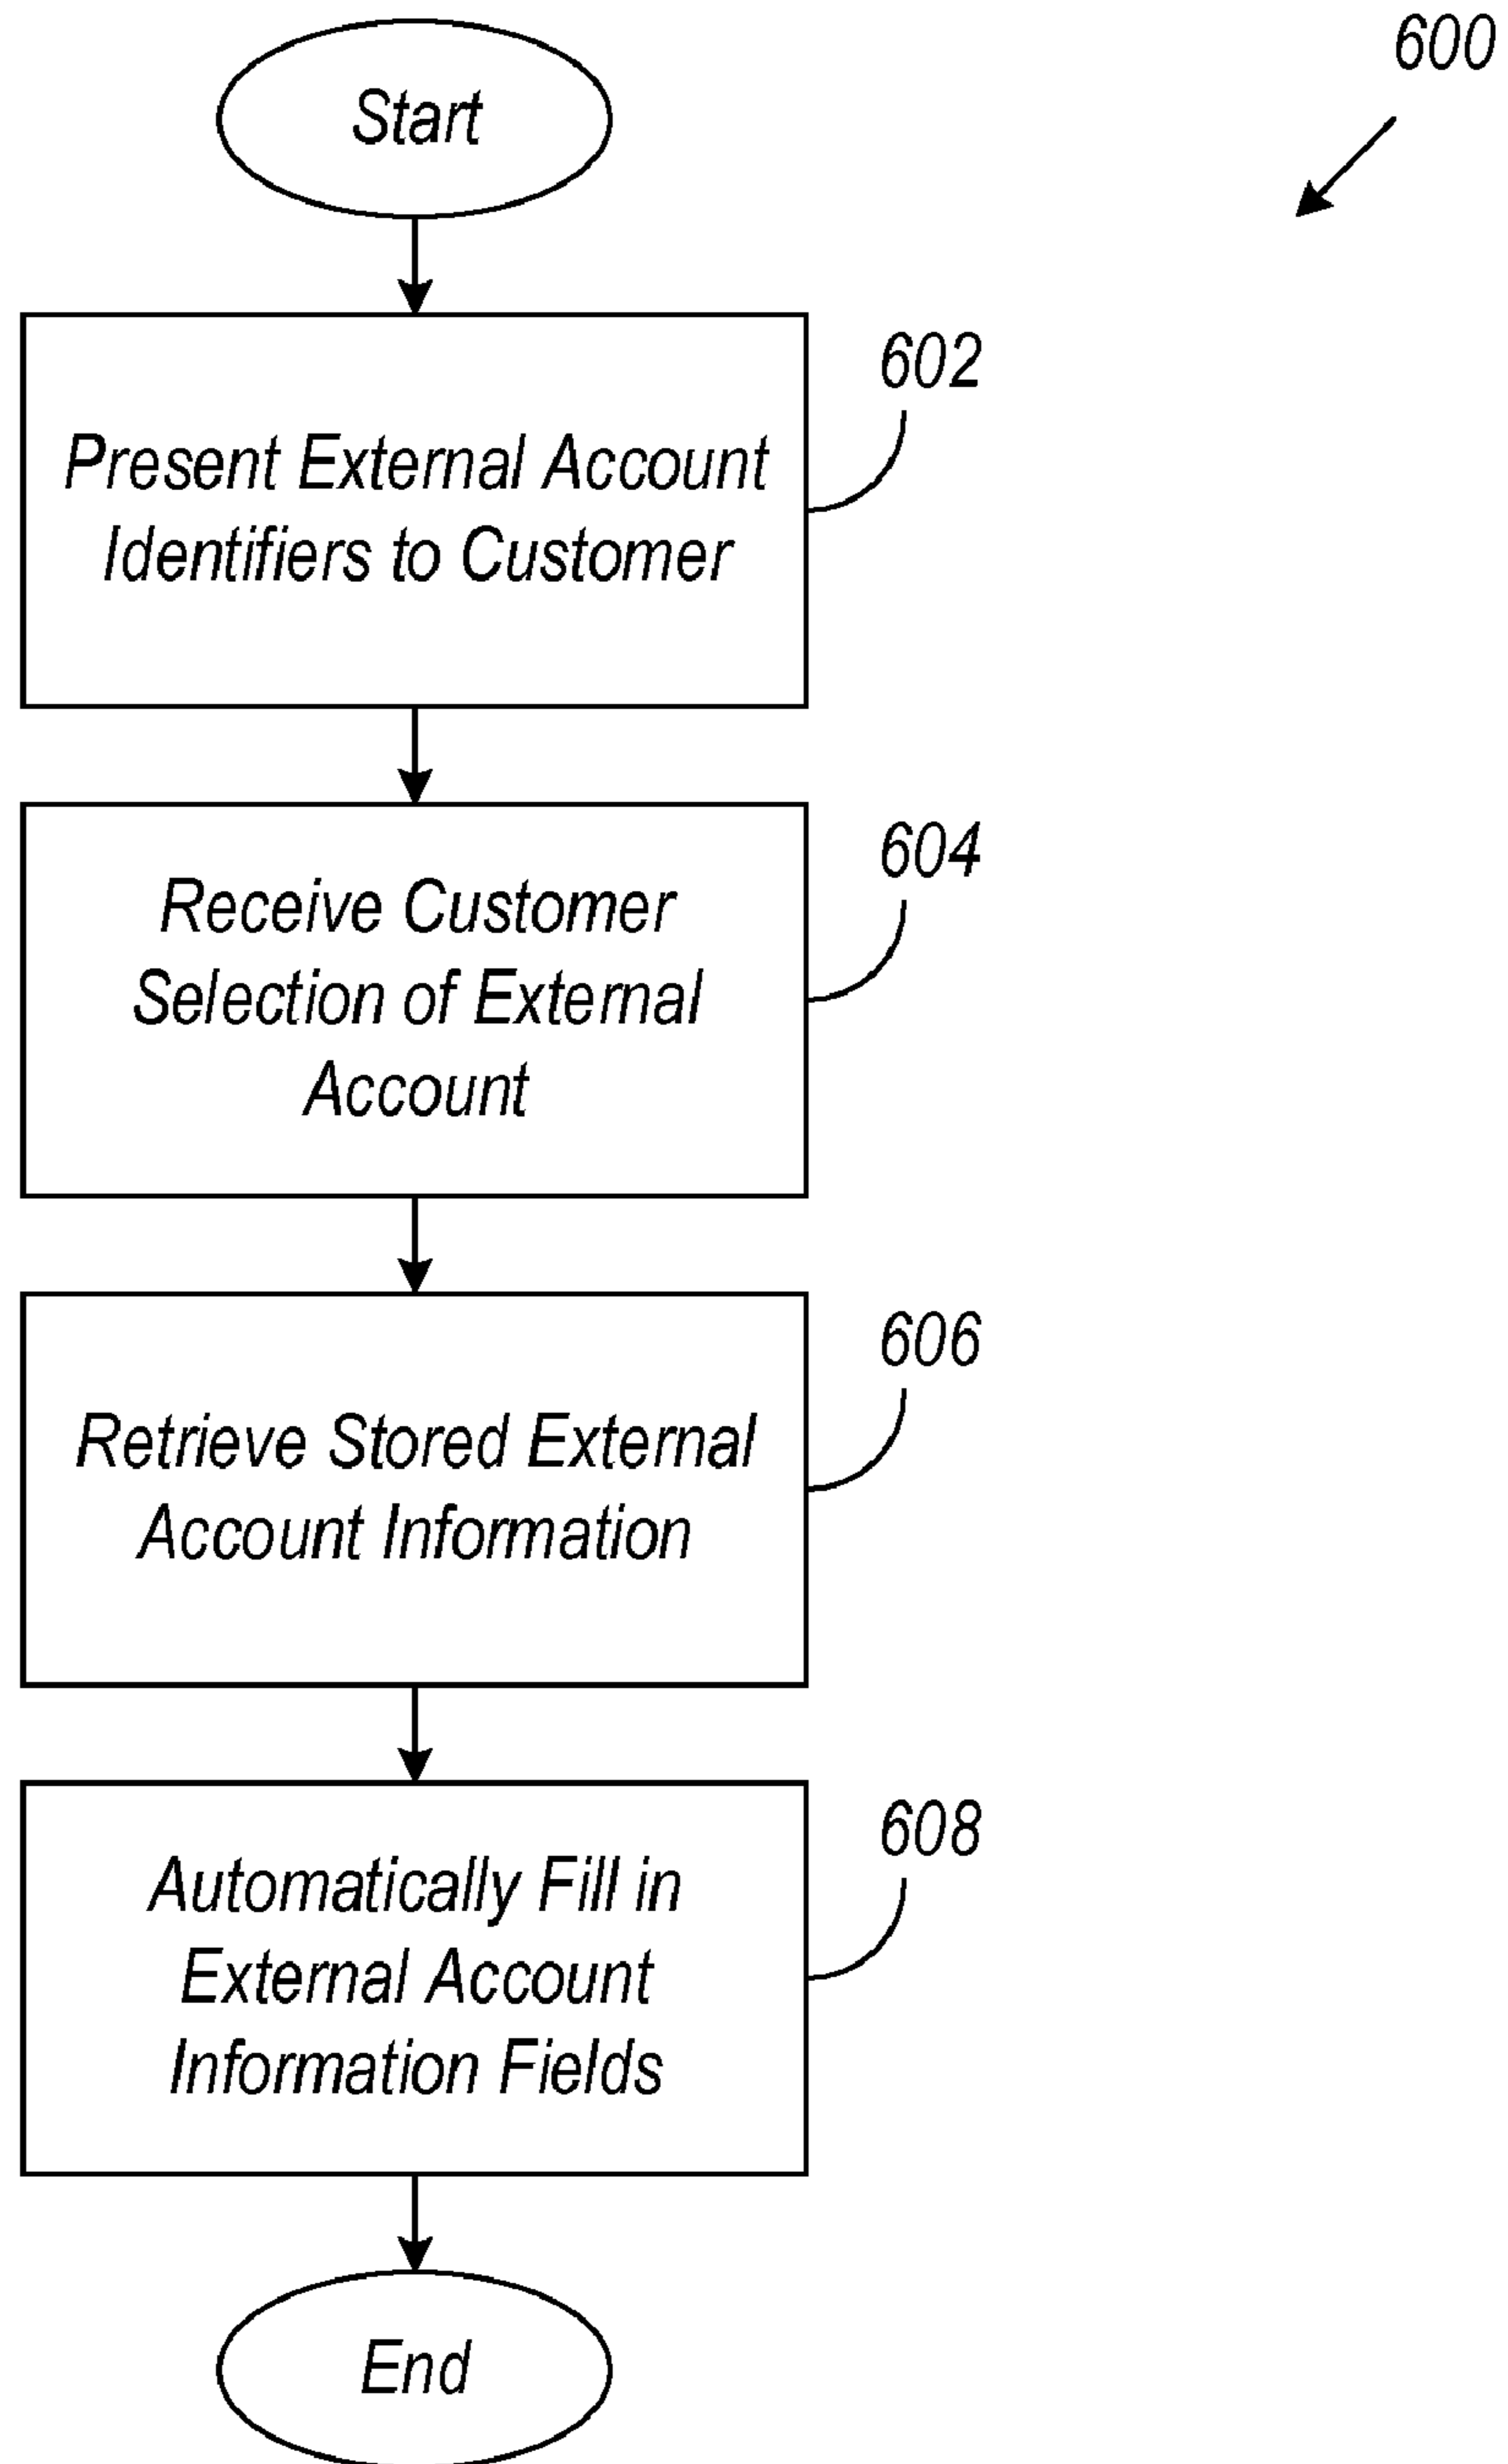 600
Start
602
Present External Account
Identifiers to Customer
604
Receive Customer
Selection of External
Account
606
Retrieve Stored External
Account Information
608
Automatically Fill in
External Account
Information Fields
End